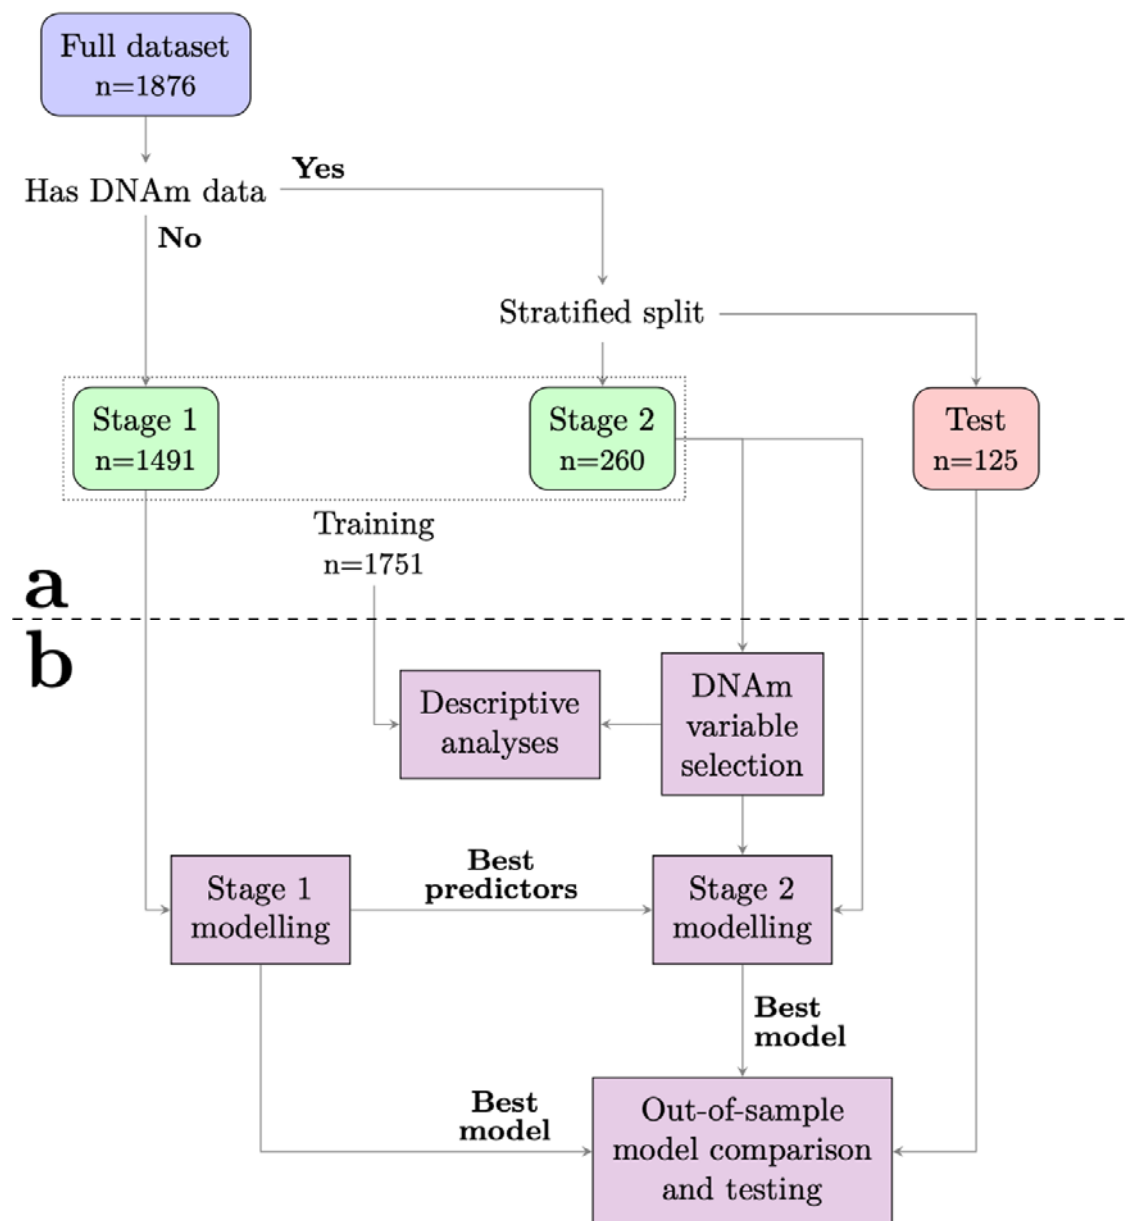 Full dataset
n=1876
Has DNAm data
Yes
No
Stratified split
Stage 1
n=1491
Stage 2
n=260
Test
n=125
Training
n=1751
a
b
Descriptive
analyses
DNAm
variable
selection
Stage 1
modelling
Best
predictors
Stage 2
modelling
Best
model
Best
model
Out-of-sample
model comparison
and testing